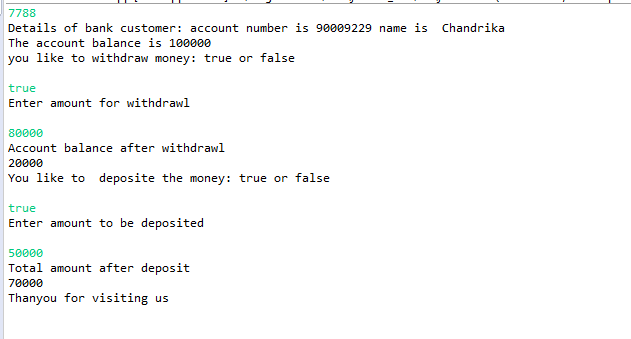 7788
Details of bank customer: account number is 90009229 name is  Chandrika
The account balance is 100000
you like to withdraw money: true or false
true
Enter amount for withdrawl
80000
Account balance after withdrawl
20000
You like to  deposite the money: true or false
true
Enter amount to be deposited
50000
Total amount after deposit
70000
Thanyou for visiting us